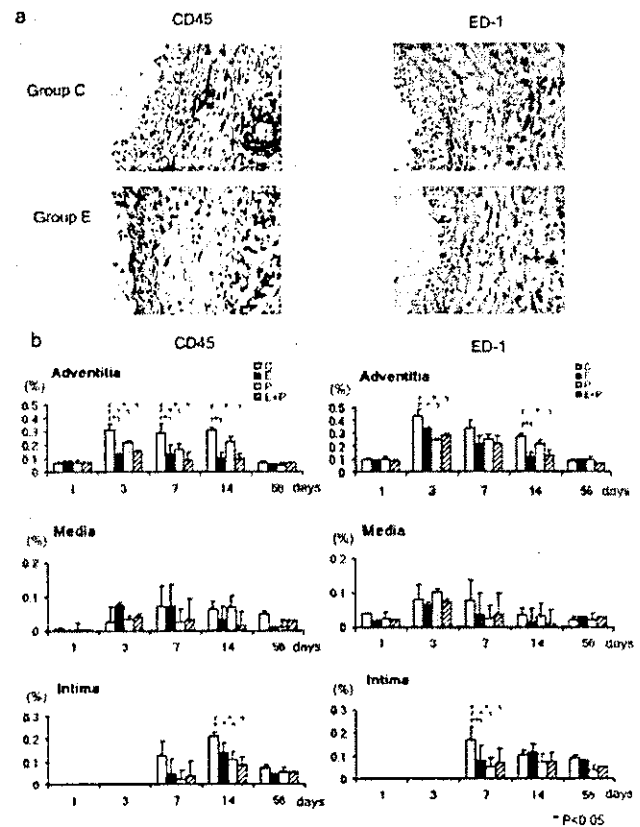 a
CD45 ED-1
Group C
Group E
b
CD45 ED-1
Adventitia
(%)
0.5
0.4
0.3
0.2
0.1
0
1 3 7 14 56 days
C
E
P
E+P
Adventitia
(%)
0.5
0.4
0.3
0.2
0.1
0
1 3 7 14 56 days
C
E
P
E+P
Media
(%)
0.2
0.1
0
1 3 7 14 56 days
Media
(%)
0.2
0.1
0
1 3 7 14 56 days
Intima
(%)
0.3
0.2
0.1
0
1 3 7 14 56 days
Intima
(%)
0.3
0.2
0.1
0
1 3 7 14 56 days
* P<0.05